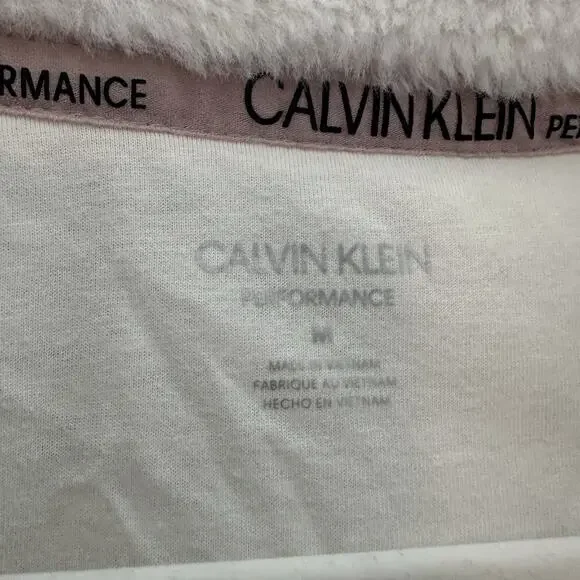 RMANCE CALVIN KLEIN PE
CALVIN KLEIN
PERFORMANCE
M
MADE IN VIETNAM
FABRIQUE AU VIETNAM
HECHO EN VIETNAM